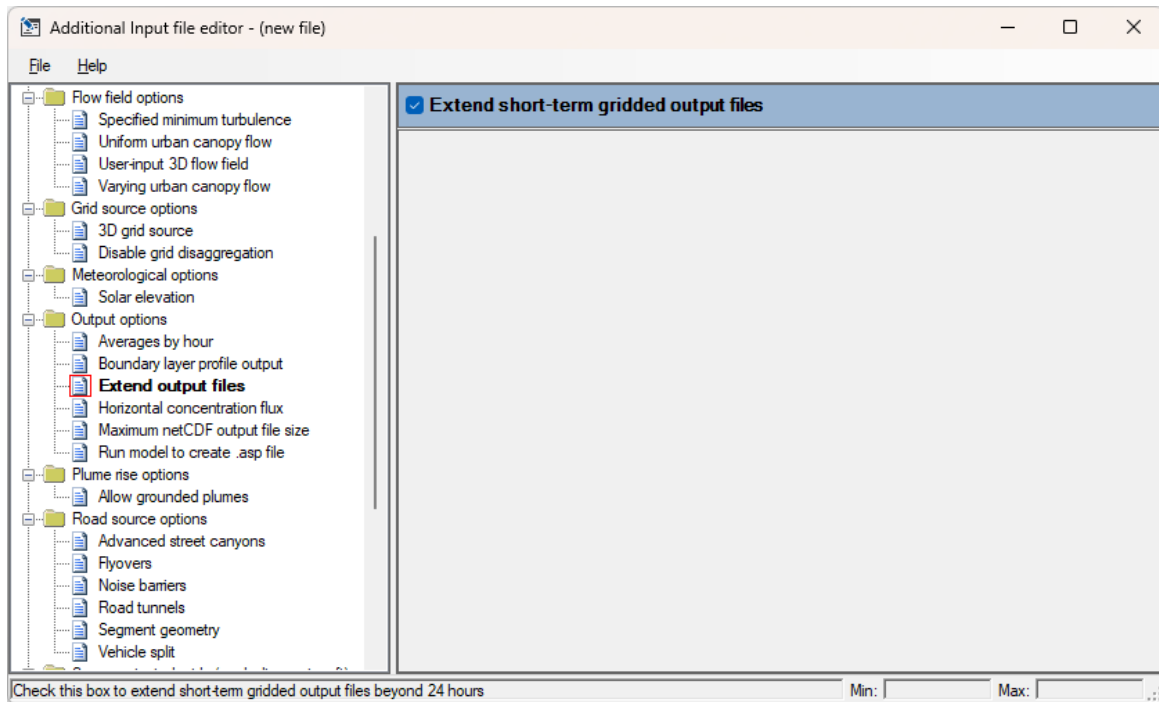 Additional Input file editor - (new file)
File Help
Flow field options
Specified minimum turbulence
Uniform urban canopy flow
User-input 3D flow field
Varying urban canopy flow
Grid source options
3D grid source
Disable grid disaggregation
Meteorological options
Solar elevation
Output options
Averages by hour
Boundary layer profile output
Extend output files
Horizontal concentration flux
Maximum netCDF output file size
Run model to create .asp file
Plume rise options
Allow grounded plumes
Road source options
Advanced street canyons
Flyovers
Noise barriers
Road tunnels
Segment geometry
Vehicle split
Extend short-term gridded output files
Check this box to extend short-term gridded output files beyond 24 hours
Min: Max: